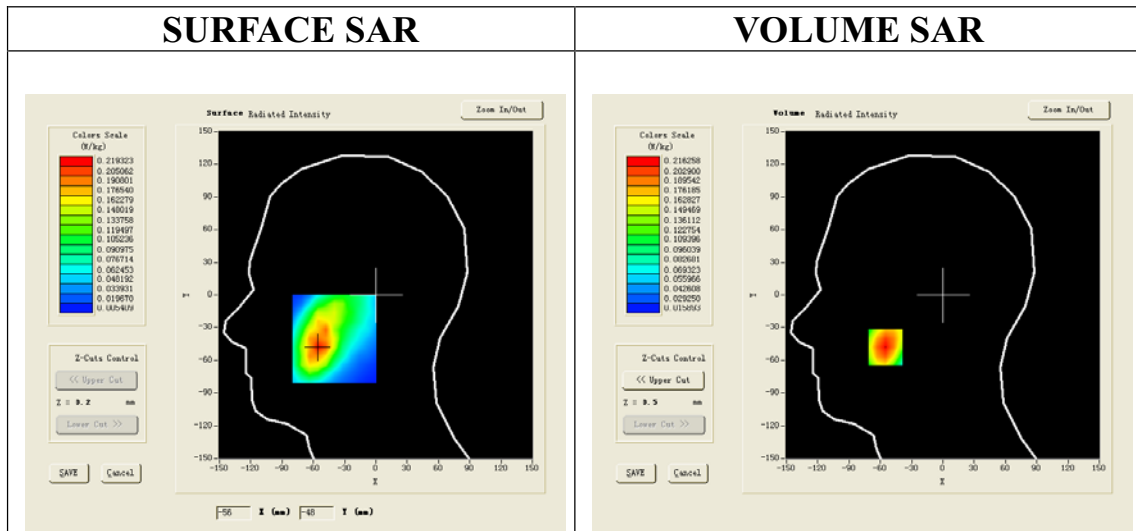 SURFACE SAR
VOLUME SAR
Surface Radiated Intensity
Zoom In/Out
Colors Scale
(W/kg)
0.219323
0.205062
0.190801
0.176540
0.162279
0.148019
0.133758
0.119497
0.105236
0.090975
0.076714
0.062453
0.048192
0.033931
0.019670
0.005409
Z-Cuts Control
<< Upper Cut
Z = 0.2 mm
Lower Cut >>
SAVE
Cancel
150
120
90
60
30
0
-30
-60
-90
-120
-150
Y
-150 -120 -90 -60 -30 0 30 60 90 120 150
X
-56 X (mm) -48 Y (mm)
Volume Radiated Intensity
Zoom In/Out
Colors Scale
(W/kg)
0.216258
0.202900
0.189542
0.176185
0.162827
0.149469
0.136112
0.122754
0.109396
0.096039
0.082681
0.069323
0.055966
0.042608
0.029250
0.015893
Z-Cuts Control
<< Upper Cut
Z = 0.5 mm
Lower Cut >>
SAVE
Cancel
150
120
90
60
30
0
-30
-60
-90
-120
-150
Y
-150 -120 -90 -60 -30 0 30 60 90 120 150
X